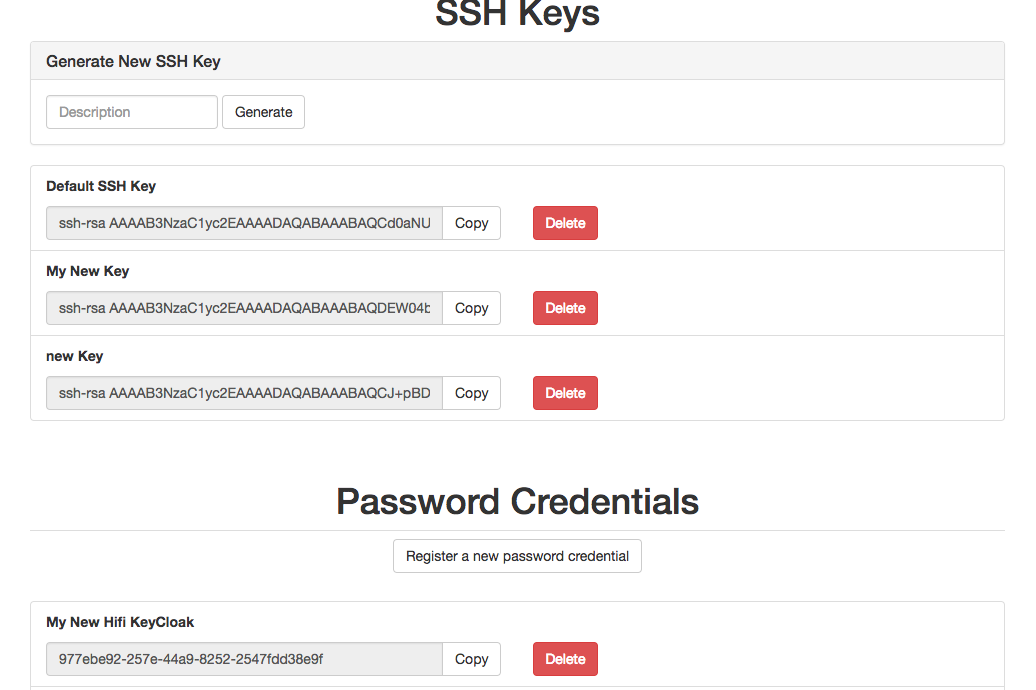 SSH Keys
Generate New SSH Key
Description Generate
Default SSH Key
ssh-rsa AAAAB3NzaC1yc2EAAAADAQABAAABAQCd0aNU Copy Delete
My New Key
ssh-rsa AAAAB3NzaC1yc2EAAAADAQABAAABAQDEW04b Copy Delete
new Key
ssh-rsa AAAAB3NzaC1yc2EAAAADAQABAAABAQCJ+pBD Copy Delete
Password Credentials
Register a new password credential
My New Hifi KeyCloak
977ebe92-257e-44a9-8252-2547fdd38e9f Copy Delete